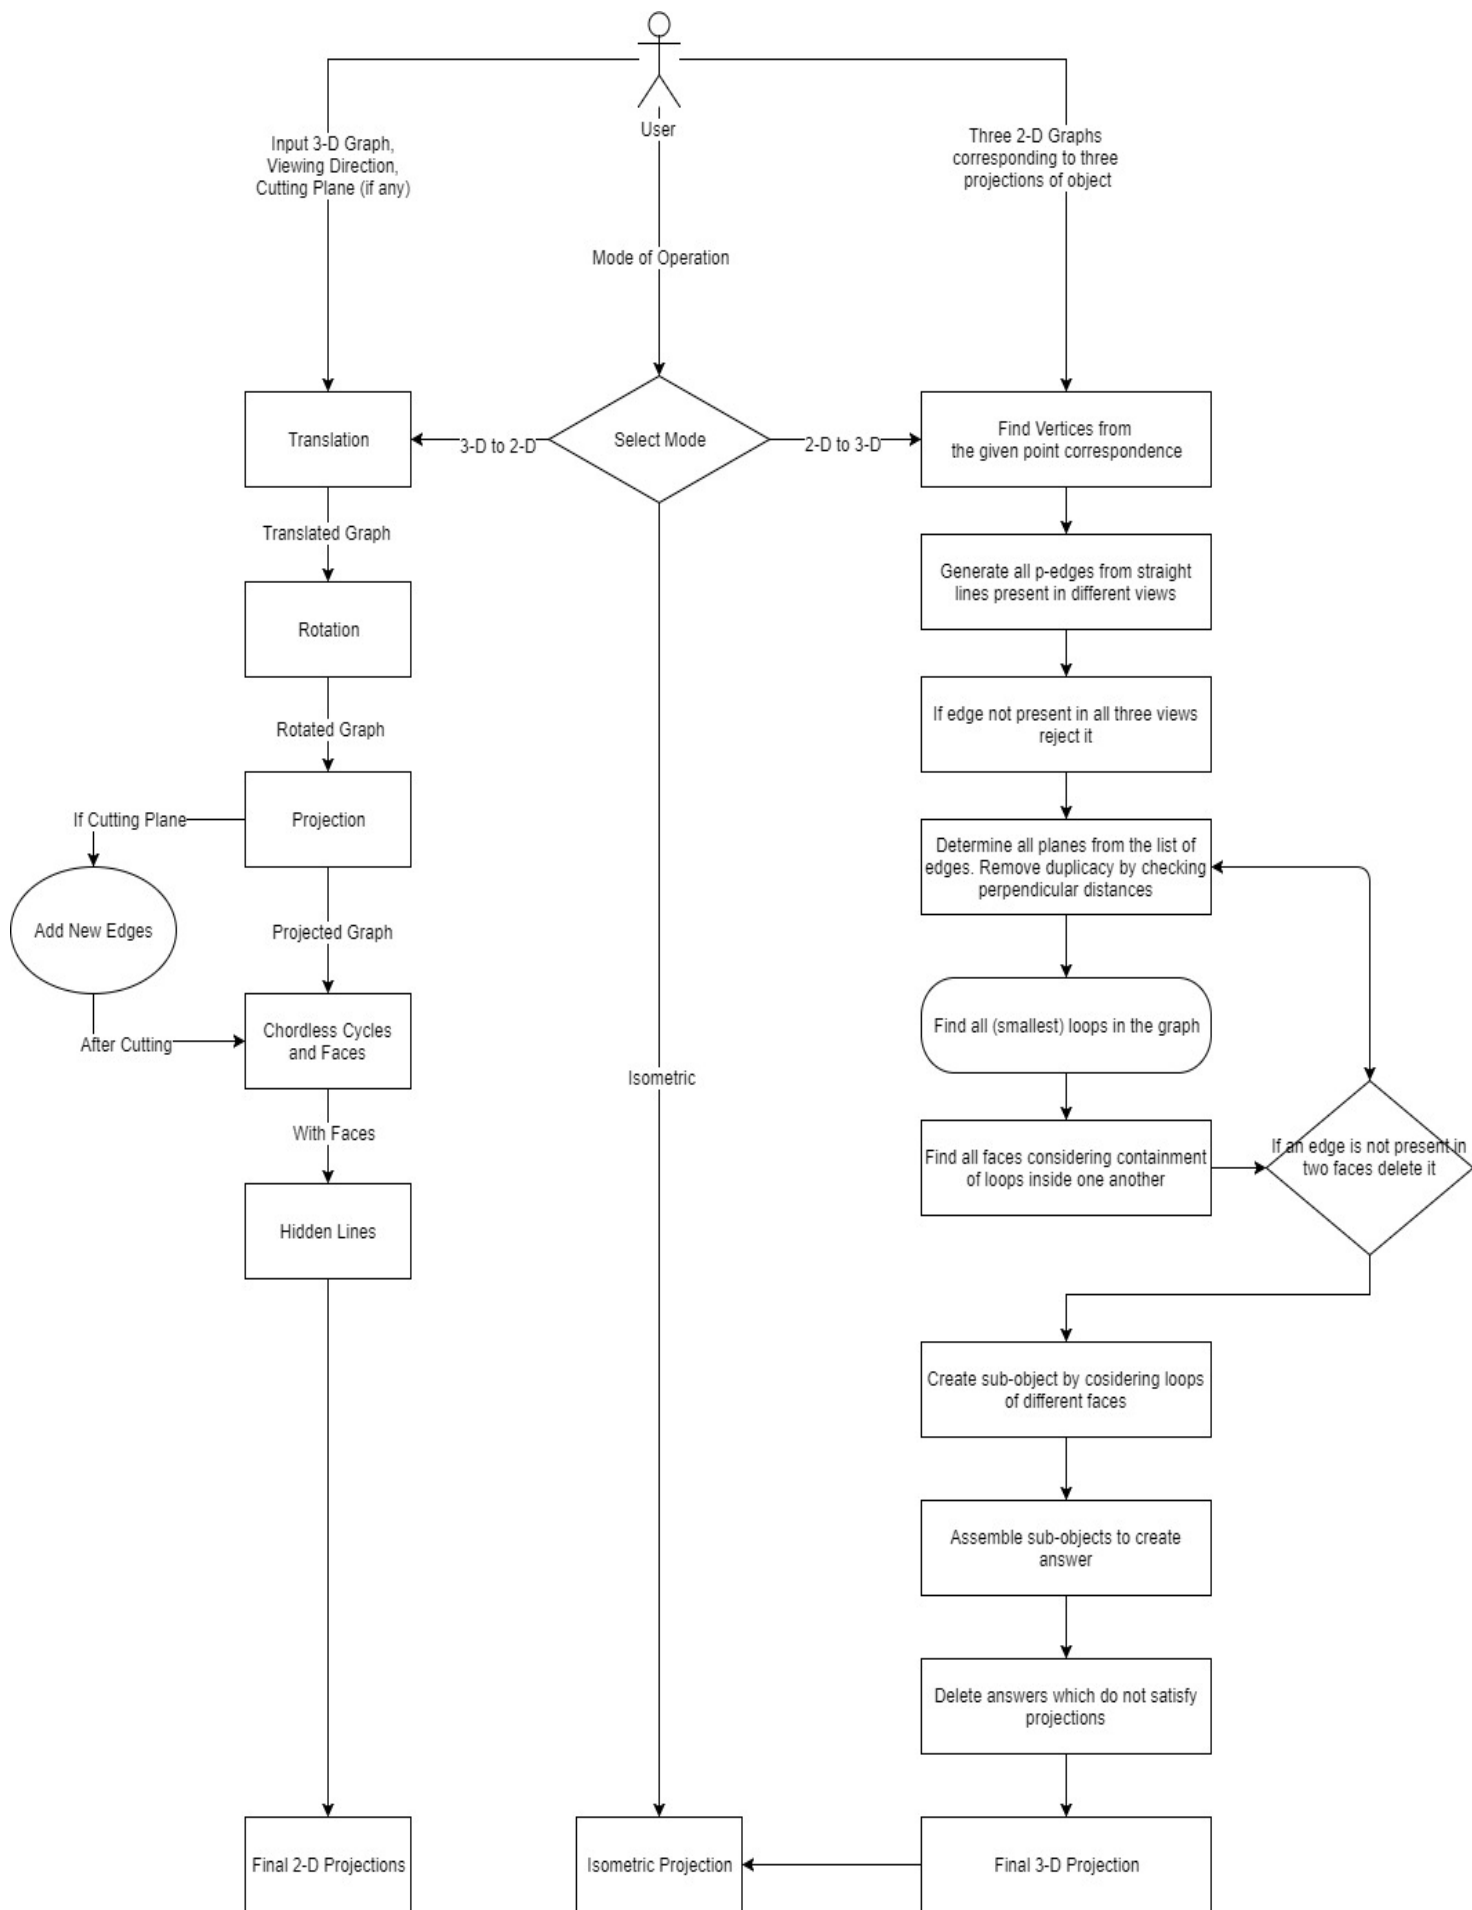 User
Input 3-D Graph,
Viewing Direction,
Cutting Plane (if any)
Three 2-D Graphs
corresponding to three
projections of object
Mode of Operation
Translation
3-D to 2-D
Select Mode
2-D to 3-D
Find Vertices from
the given point correspondence
Translated Graph
Generate all p-edges from straight
lines present in different views
Rotation
Rotated Graph
If edge not present in all three views
reject it
If Cutting Plane
Projection
Determine all planes from the list of
edges. Remove duplicacy by checking
perpendicular distances
Add New Edges
Projected Graph
Chordless Cycles
and Faces
Find all (smallest) loops in the graph
After Cutting
Isometric
With Faces
Find all faces considering containment
of loops inside one another
If an edge is not present in
two faces delete it
Hidden Lines
Create sub-object by cosidering loops
of different faces
Assemble sub-objects to create
answer
Delete answers which do not satisfy
projections
Final 2-D Projections
Isometric Projection
Final 3-D Projection